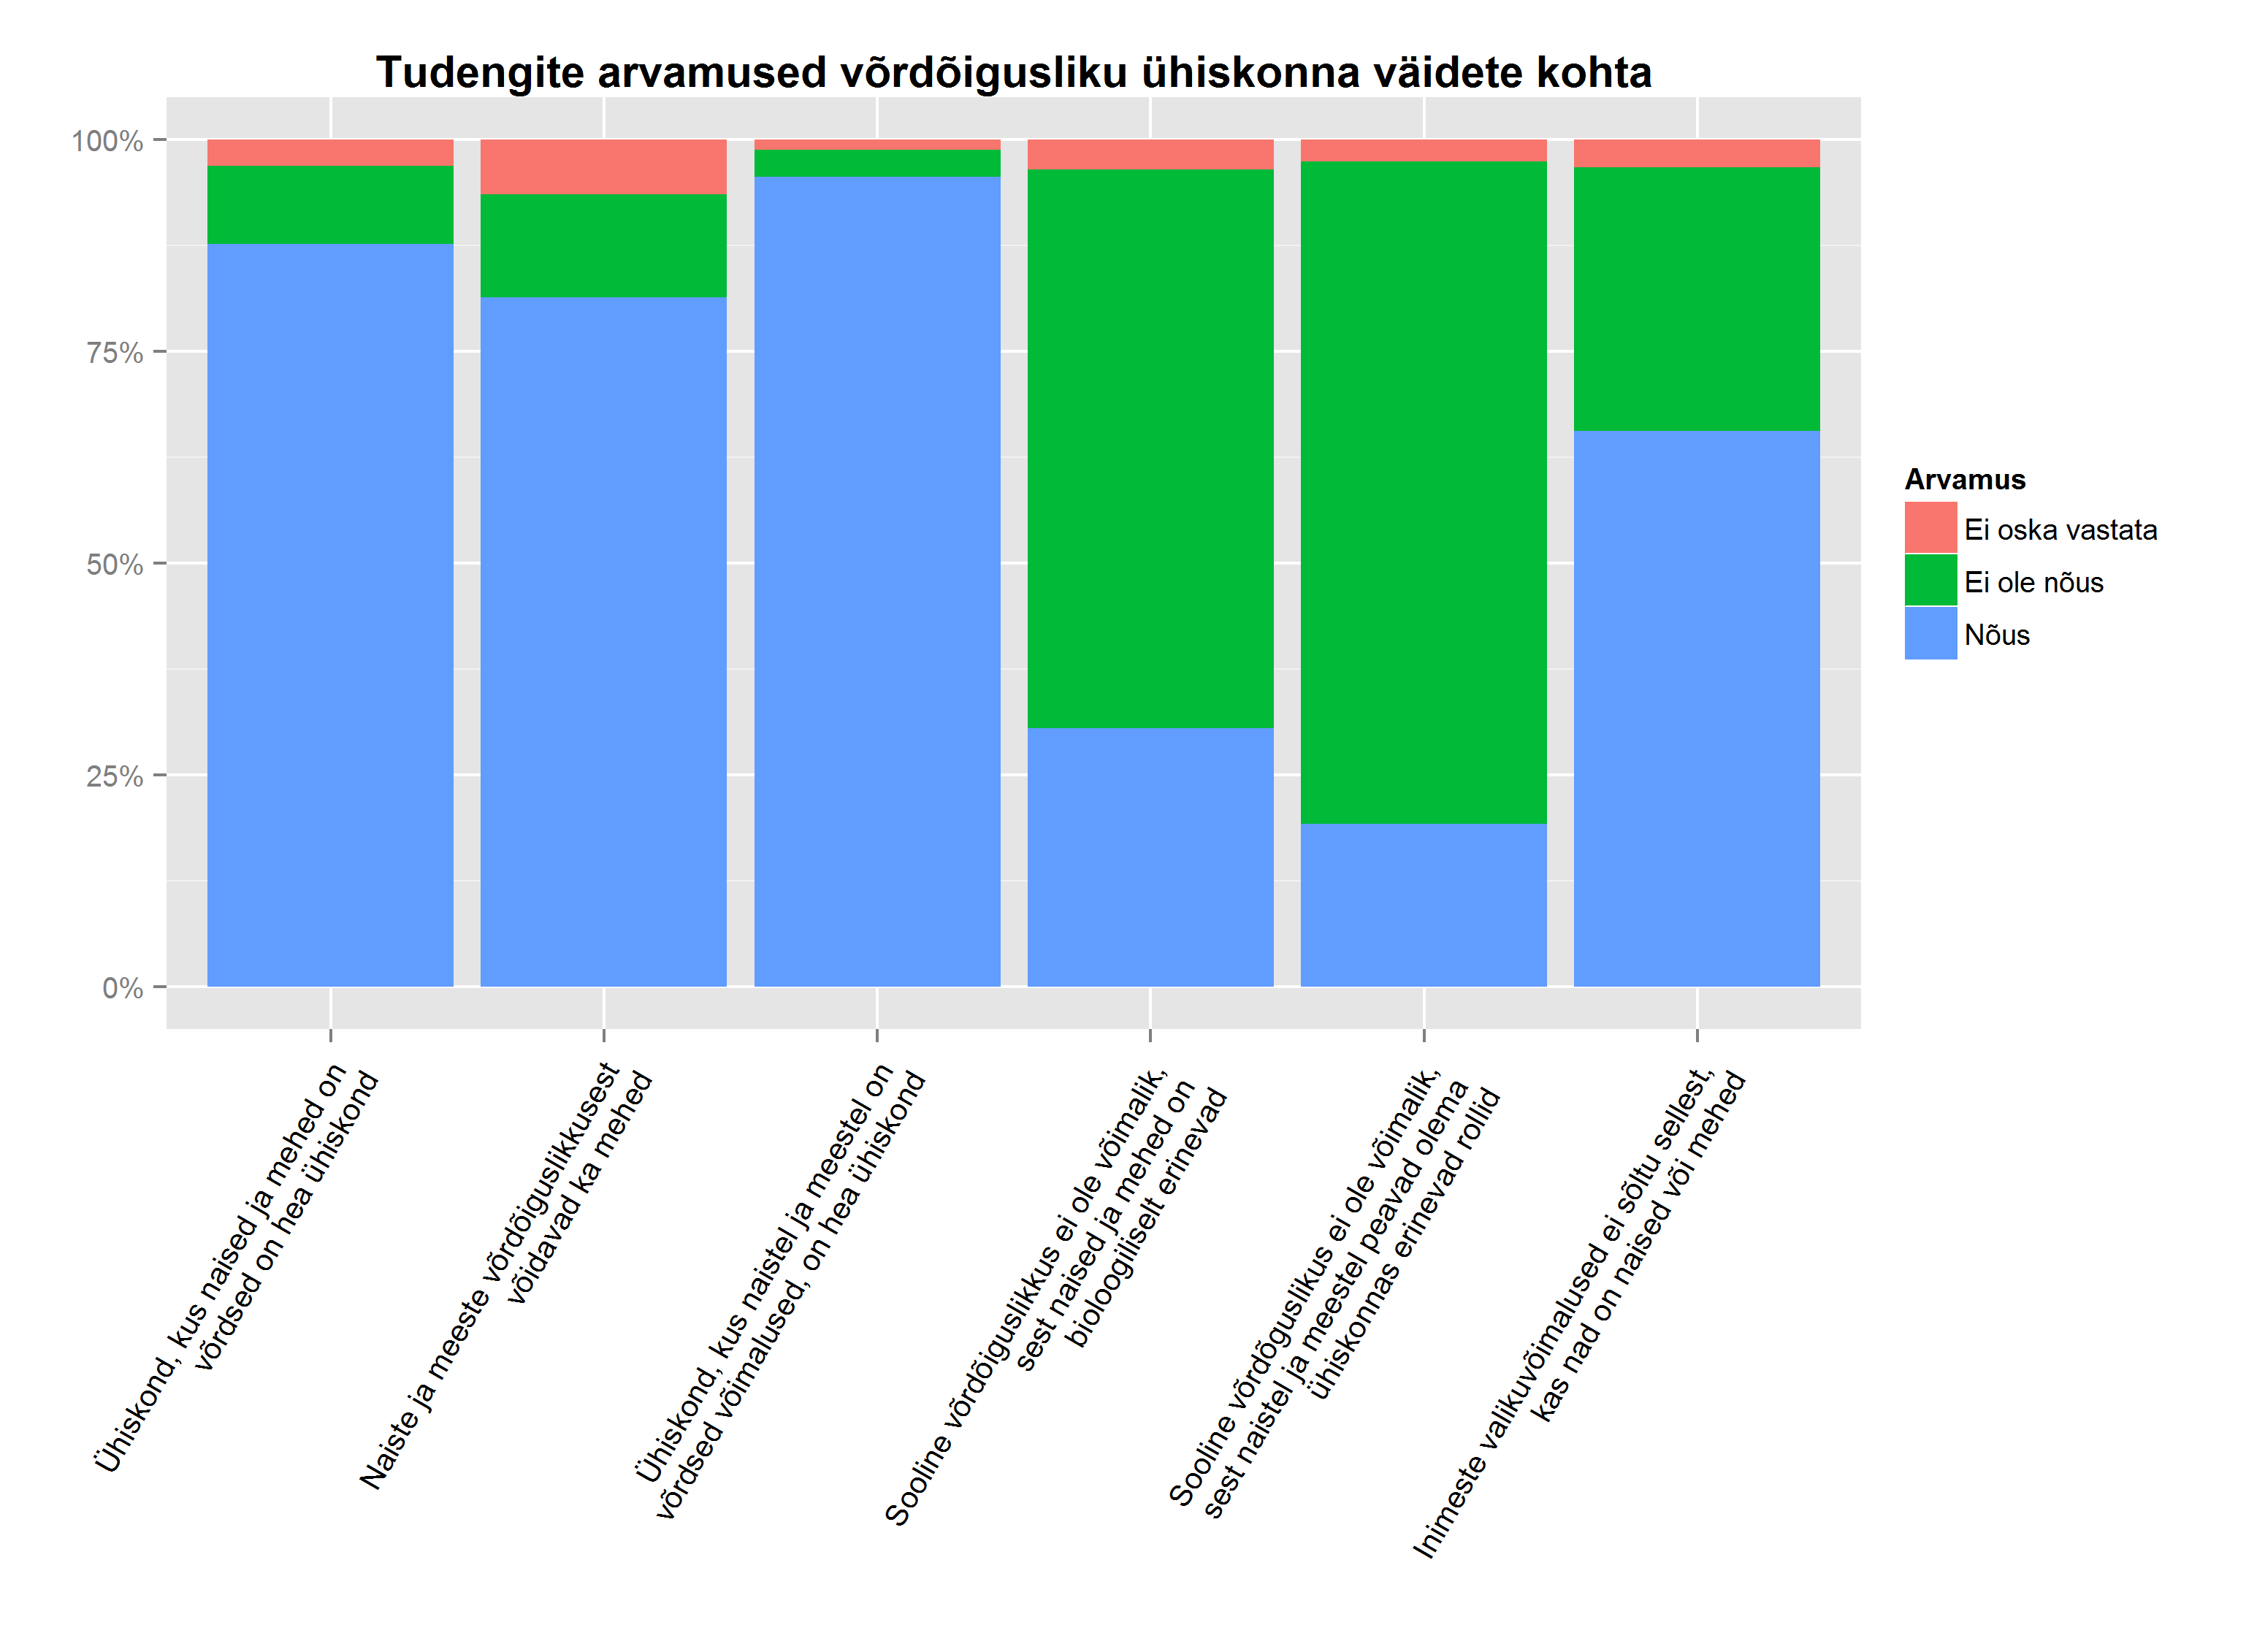 Tudengite arvamused võrdõigusliku ühiskonna väidete kohta
100%
75%
50%
25%
0%
Arvamus
Ei oska vastata
Ei ole nõus
Nõus
Ühiskond, kus naised ja mehed on
võrdsed on hea ühiskond
Naiste ja meeste võrdõiguslikkusest
võidavad ka mehed
Ühiskond, kus naistel ja meestel on
võrdsed võimalused, on hea ühiskond
Sooline võrdõiguslikkus ei ole võimalik,
sest naised ja mehed on
bioloogiliselt erinevad
Sooline võrdõguslikus ei ole võimalik,
sest naistel ja meestel peavad olema
ühiskonnas erinevad rollid
Inimeste valikuvõimalused ei sõltu sellest,
kas nad on naised või mehed